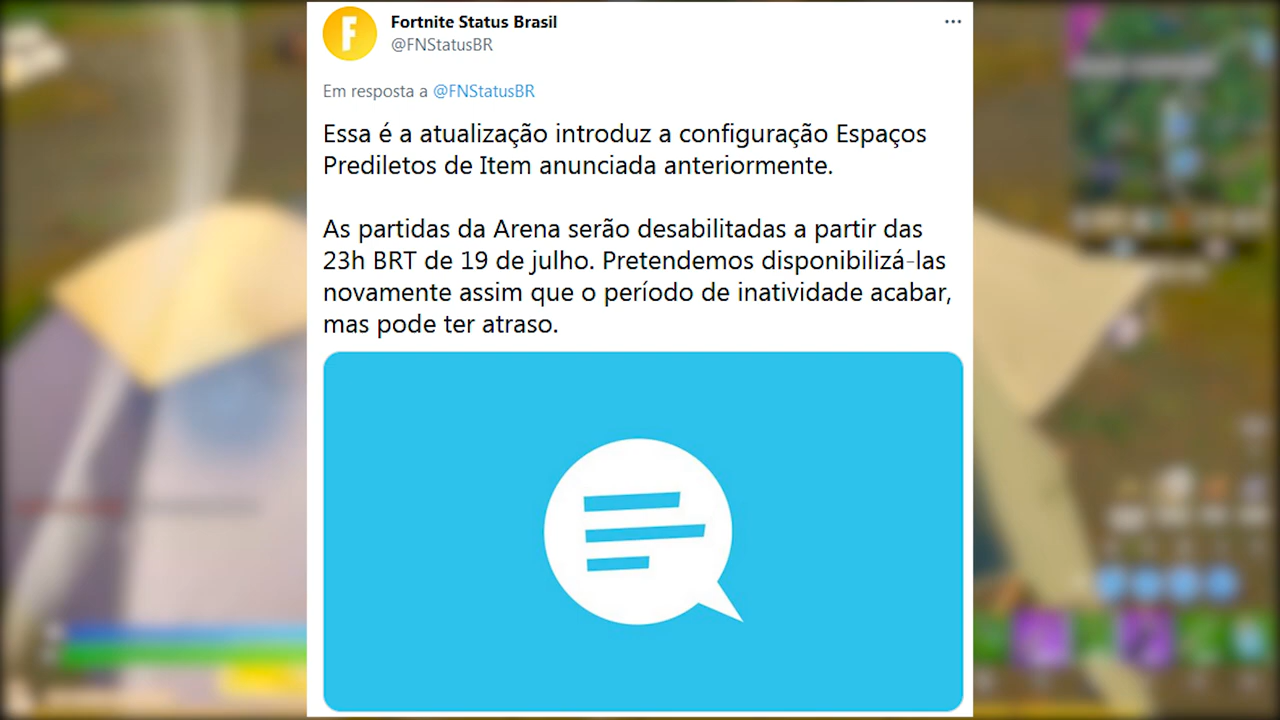 Fortnite Status Brasil
@FNStatusBR
Em resposta a @FNStatusBR
Essa é a atualização introduz a configuração Espaços
Prediletos de Item anunciada anteriormente.
As partidas da Arena serão desabilitadas a partir das
23h BRT de 19 de julho. Pretendemos disponibilizá-las
novamente assim que o período de inatividade acabar,
mas pode ter atraso.